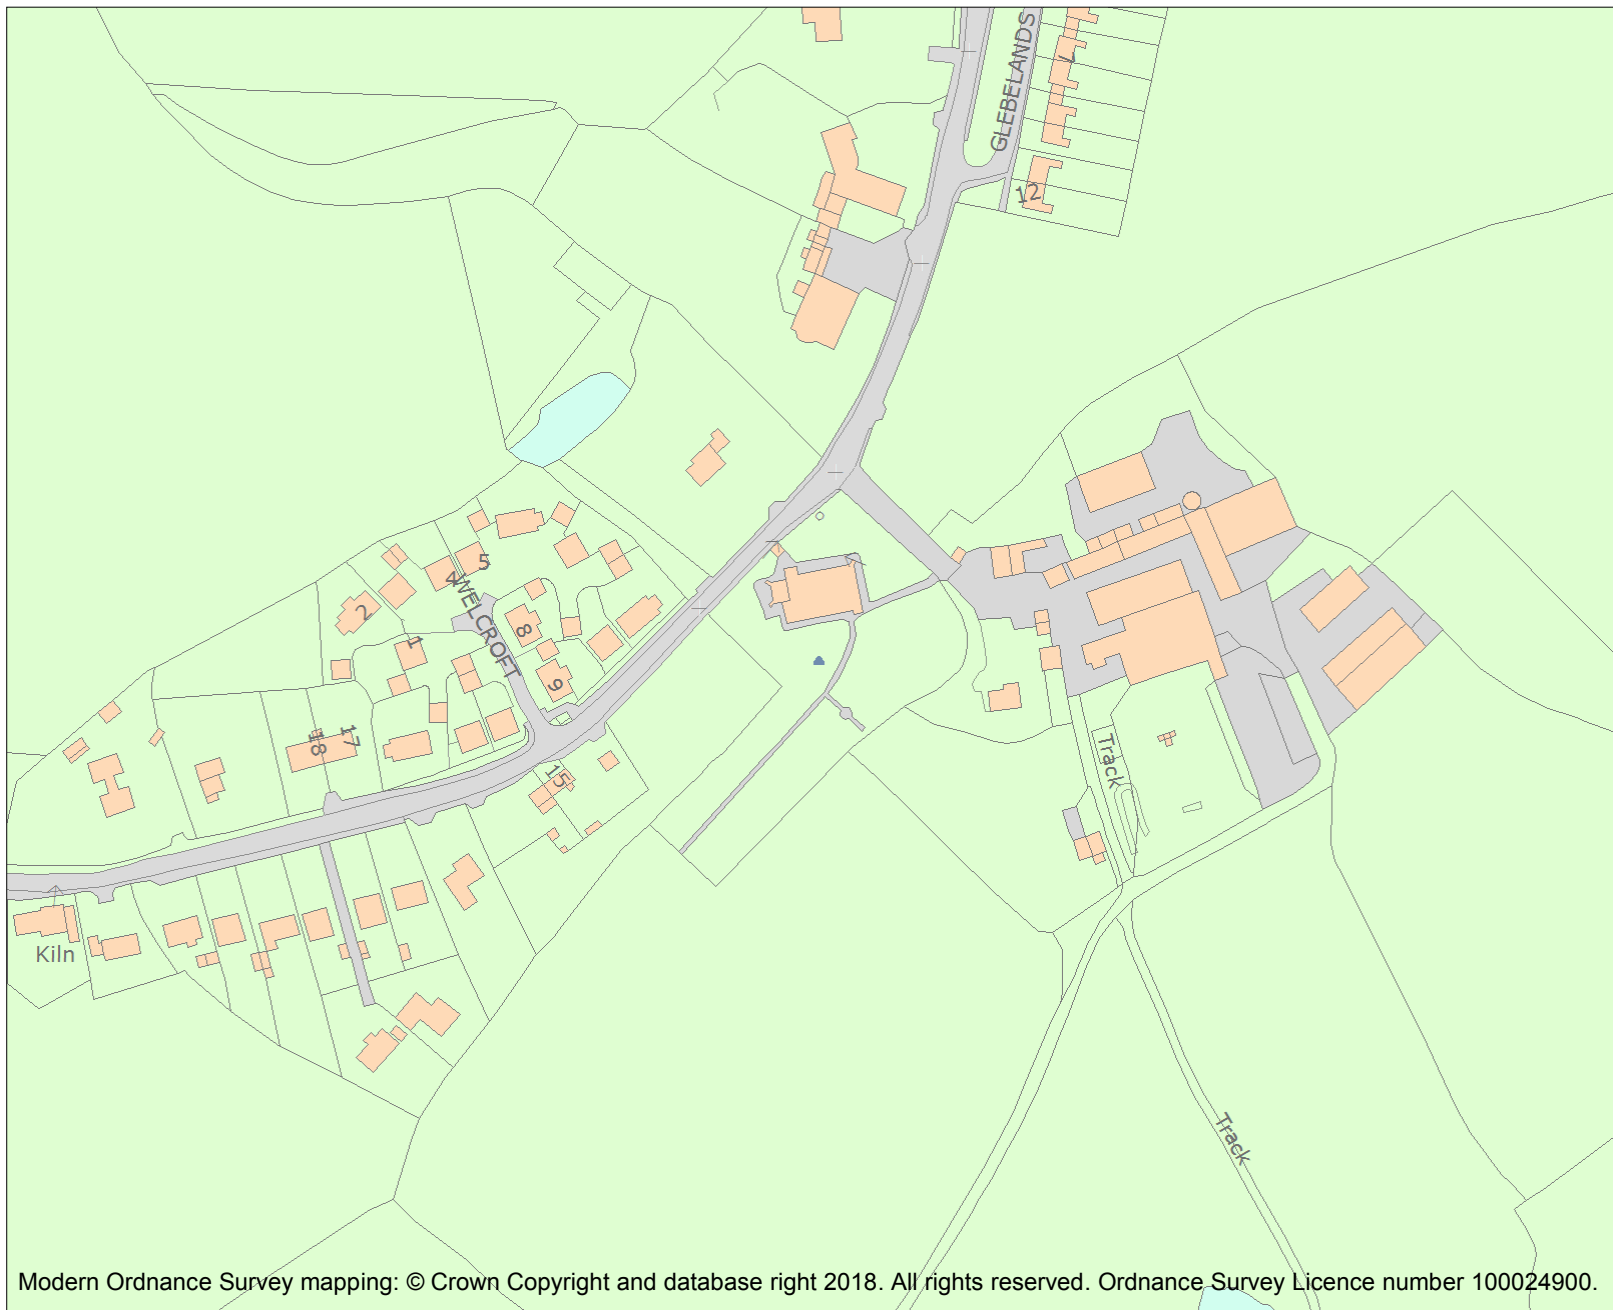 GLEBELANDS
7
12
5
4
WELCROFT
2
8
1
9
17
18
15
Track
Kiln
Track
Modern Ordnance Survey mapping: © Crown Copyright and database right 2018. All rights reserved. Ordnance Survey Licence number 100024900.